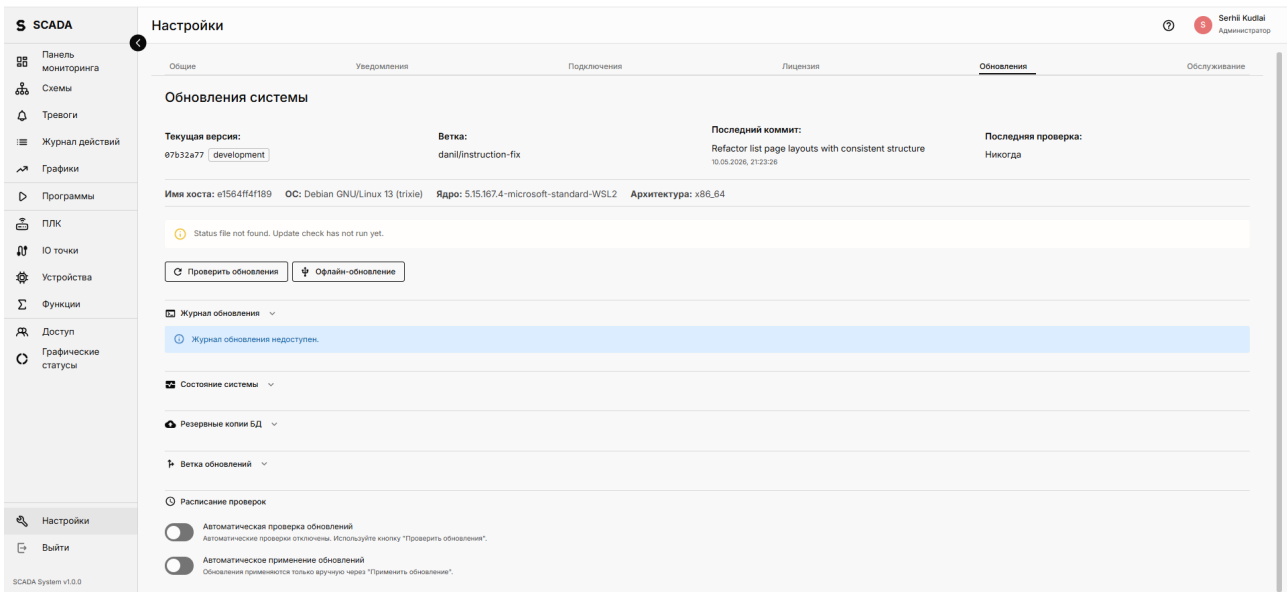 SCADA
Настройки
Serhii Kudlai
S
Администратор
Панель
мониторинга
Схемы
Тревоги
Журнал действий
Графики
Программы
ПЛК
IO точки
Устройства
Функции
Доступ
Графические
статусы
Настройки
Выйти
SCADA System v1.0.0
Общие Уведомления Подключения Лицензия Обновления Обслуживание
Обновления системы
Текущая версия: Ветка: Последний коммит: Последняя проверка:
07b32a77 development danil/instruction-fix Refactor list page layouts with consistent structure Никогда
10.05.2026, 21:23:26
Имя хоста: e1564ff4f189 ОС: Debian GNU/Linux 13 (trixie) Ядро: 5.15.167.4-microsoft-standard-WSL2 Архитектура: x86_64
Status file not found. Update check has not run yet.
Проверить обновления Офлайн-обновление
Журнал обновления
Журнал обновления недоступен.
Состояние системы
Резервные копии БД
Ветка обновлений
Расписание проверок
Автоматическая проверка обновлений
Автоматические проверки отключены. Используйте кнопку "Проверить обновления".
Автоматическое применение обновлений
Обновления применяются только вручную через "Применить обновление".